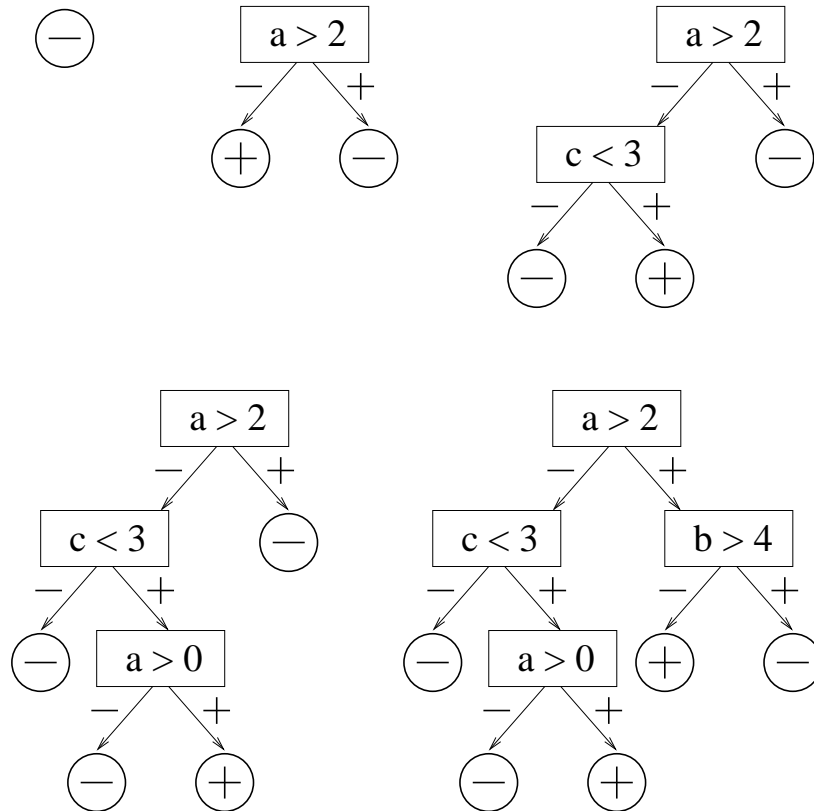 − a > 2 a > 2
− + − +
+ − c < 3 −
− +
− +
a > 2 a > 2
− + − +
c < 3 − c < 3 b > 4
− + − + − +
− a > 0 − a > 0 + −
− + − +
− + − +